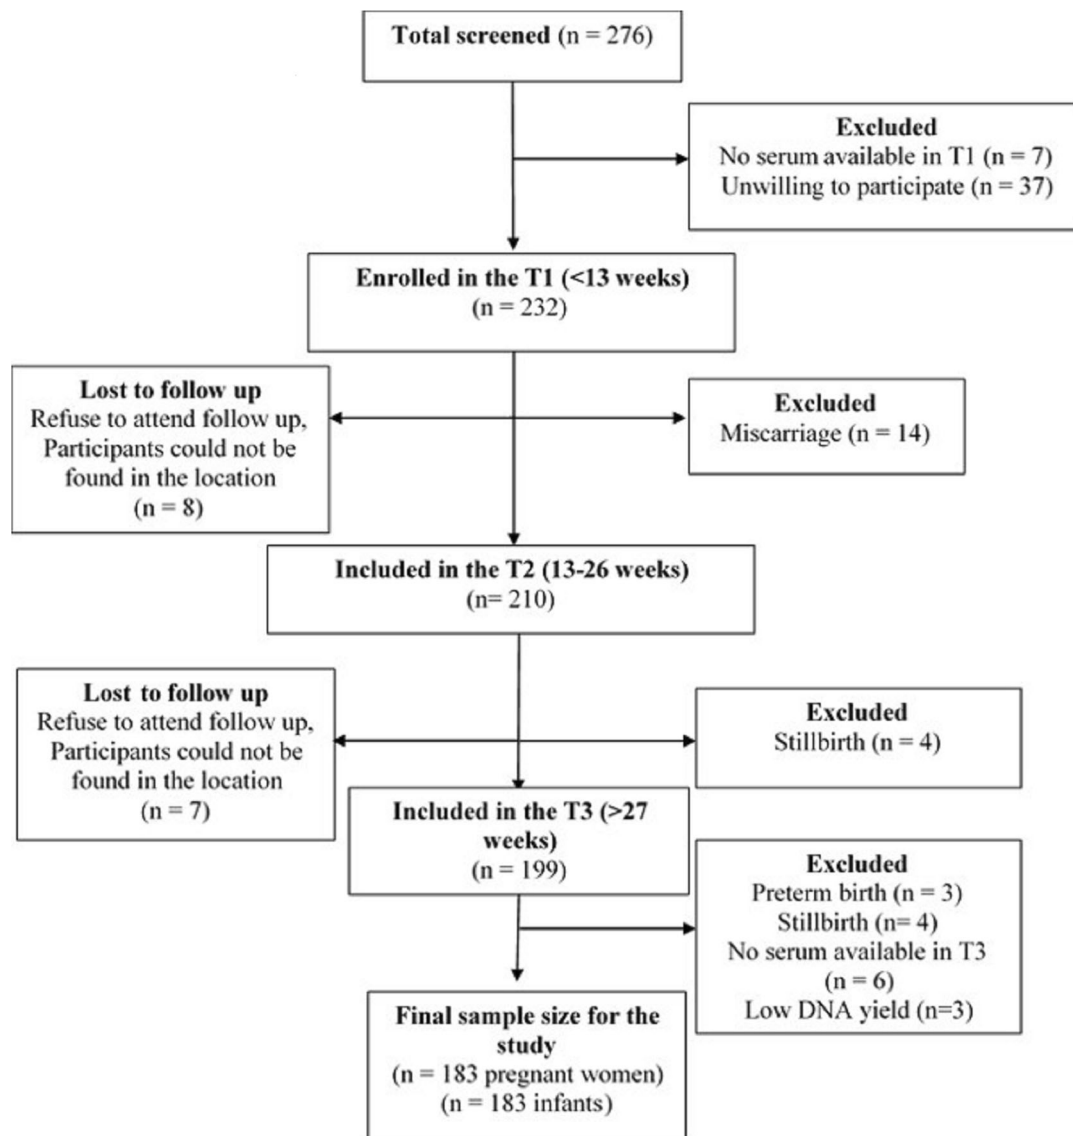 Total screened (n = 276)
Excluded
No serum available in T1 (n = 7)
Unwilling to participate (n = 37)
Enrolled in the T1 (<13 weeks)
(n = 232)
Lost to follow up
Refuse to attend follow up,
Participants could not be
found in the location
(n = 8)
Excluded
Miscarriage (n = 14)
Included in the T2 (13-26 weeks)
(n= 210)
Lost to follow up
Refuse to attend follow up,
Participants could not be
found in the location
(n = 7)
Excluded
Stillbirth (n = 4)
Included in the T3 (>27
weeks)
(n = 199)
Excluded
Preterm birth (n = 3)
Stillbirth (n= 4)
No serum available in T3
(n = 6)
Low DNA yield (n=3)
Final sample size for the
study
(n = 183 pregnant women)
(n = 183 infants)